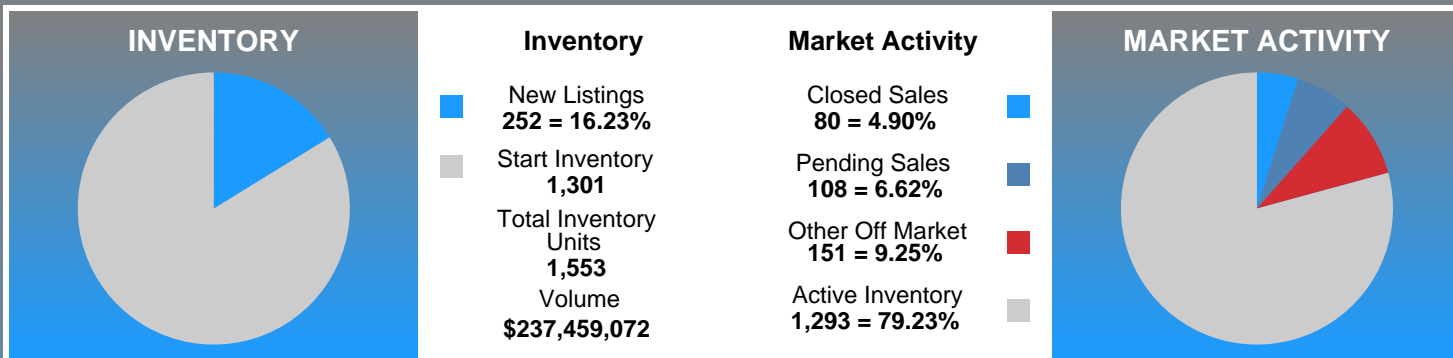 INVENTORY
Inventory
New Listings
252 = 16.23%
Start Inventory
1,301
Total Inventory
Units
1,553
Volume
$237,459,072
Market Activity
Closed Sales
80 = 4.90%
Pending Sales
108 = 6.62%
Other Off Market
151 = 9.25%
Active Inventory
1,293 = 79.23%
MARKET ACTIVITY